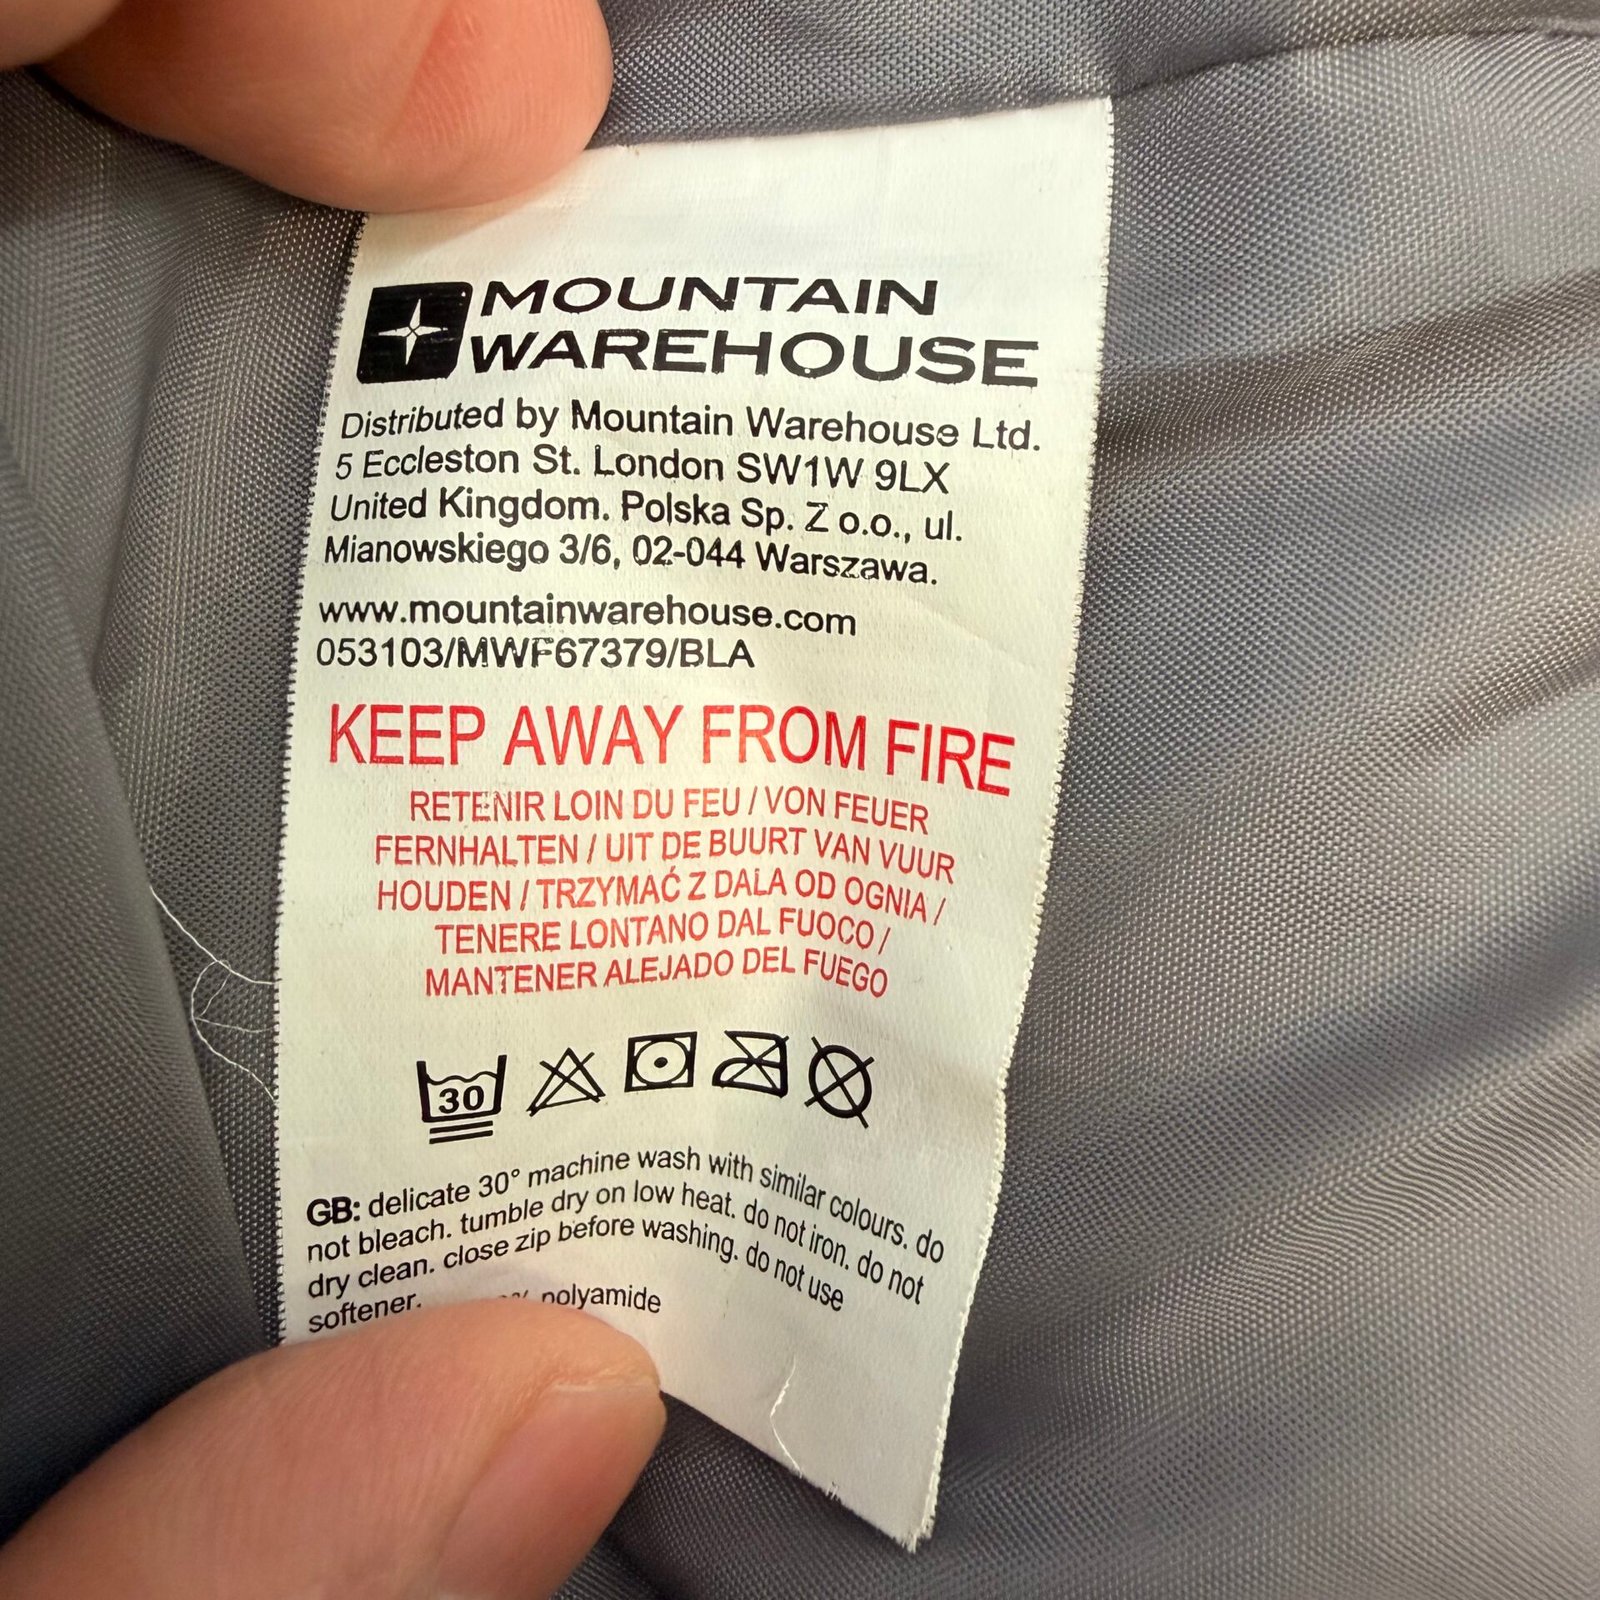 MOUNTAIN
WAREHOUSE
Distributed by Mountain Warehouse Ltd.
5 Eccleston St. London SW1W 9LX
United Kingdom. Polska Sp. Z o.o., ul.
Mianowskiego 3/6, 02-044 Warszawa.
www.mountainwarehouse.com
053103/MWF67379/BLA
KEEP AWAY FROM FIRE
RETENIR LOIN DU FEU / VON FEUER
FERNHALTEN / UIT DE BUURT VAN VUUR
HOUDEN / TRZYMAĆ Z DALA OD OGNIA /
TENERE LONTANO DAL FUOCO /
MANTENER ALEJADO DEL FUEGO
30
GB: delicate 30° machine wash with similar colours. do
not bleach. tumble dry on low heat. do not iron. do not
dry clean. close zip before washing. do not use
softener. polyamide